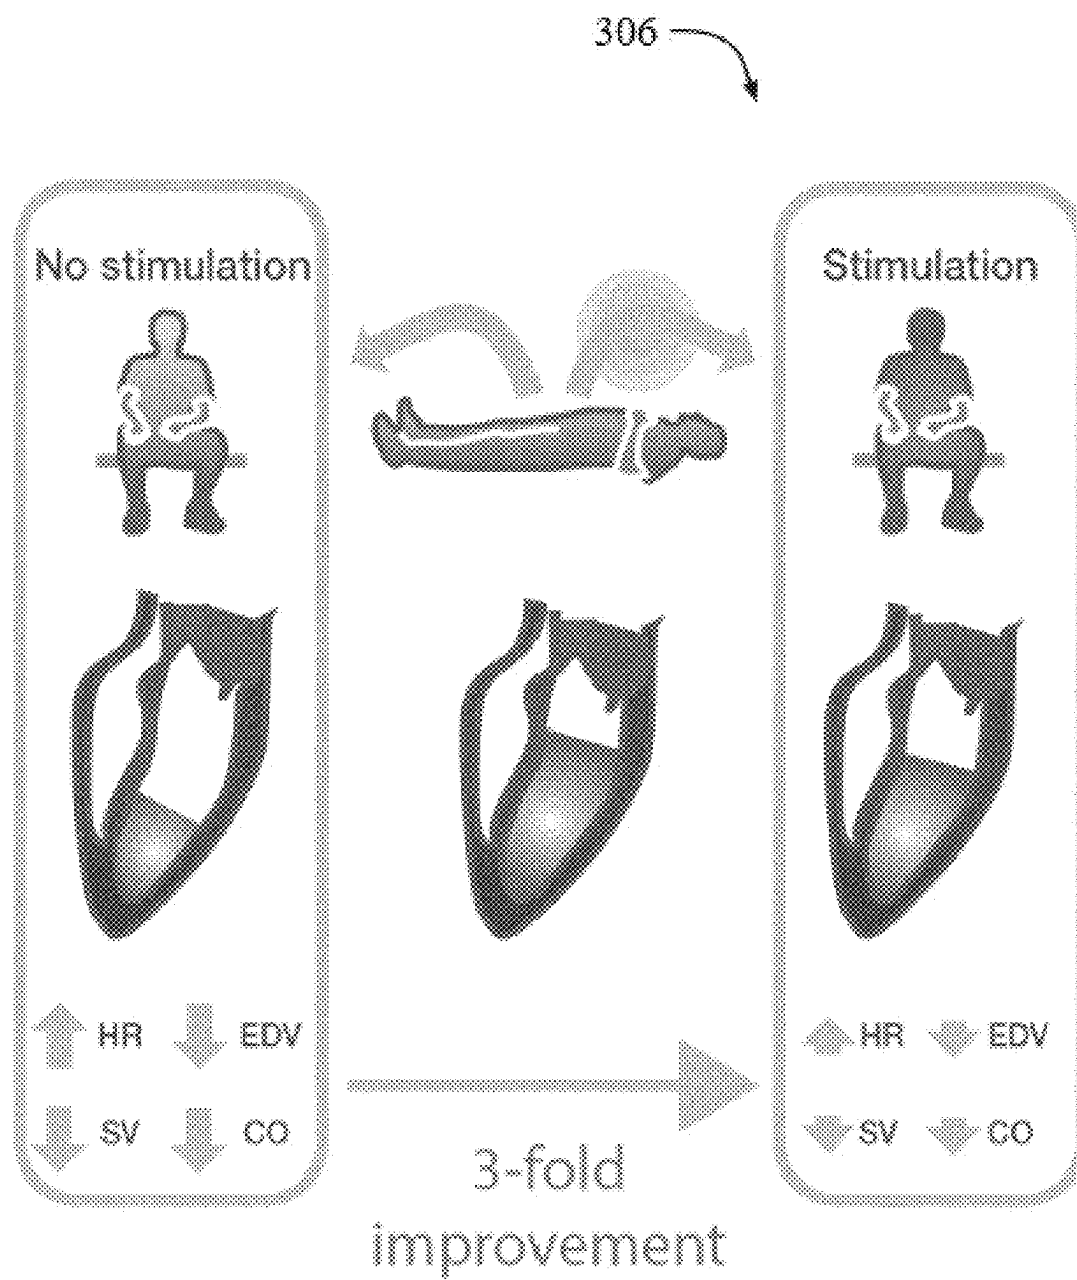 306
No stimulation
Stimulation
HR EDV
SV CO
HR EDV
SV CO
3-fold
improvement